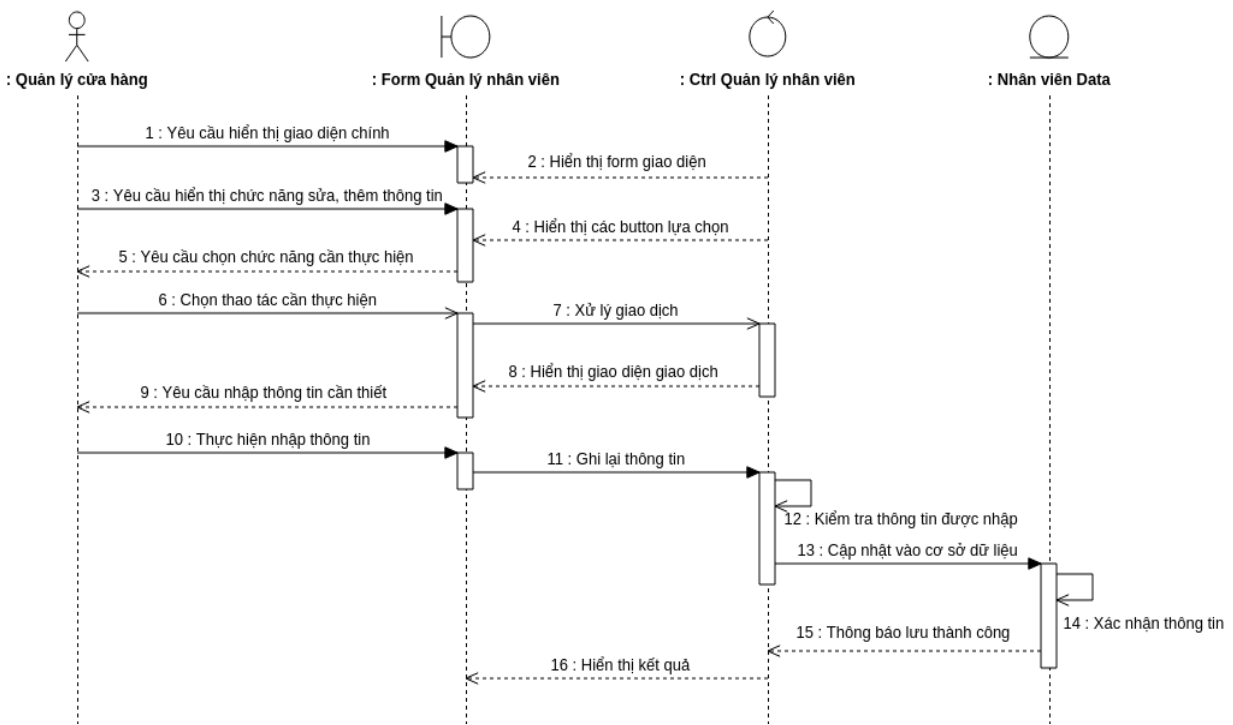 : Quản lý cửa hàng
: Form Quản lý nhân viên
: Ctrl Quản lý nhân viên
: Nhân viên Data
1 : Yêu cầu hiển thị giao diện chính
2 : Hiển thị form giao diện
3 : Yêu cầu hiển thị chức năng sửa, thêm thông tin
4 : Hiển thị các button lựa chọn
5 : Yêu cầu chọn chức năng cần thực hiện
6 : Chọn thao tác cần thực hiện
7 : Xử lý giao dịch
8 : Hiển thị giao diện giao dịch
9 : Yêu cầu nhập thông tin cần thiết
10 : Thực hiện nhập thông tin
11 : Ghi lại thông tin
12 : Kiểm tra thông tin được nhập
13 : Cập nhật vào cơ sở dữ liệu
14 : Xác nhận thông tin
15 : Thông báo lưu thành công
16 : Hiển thị kết quả